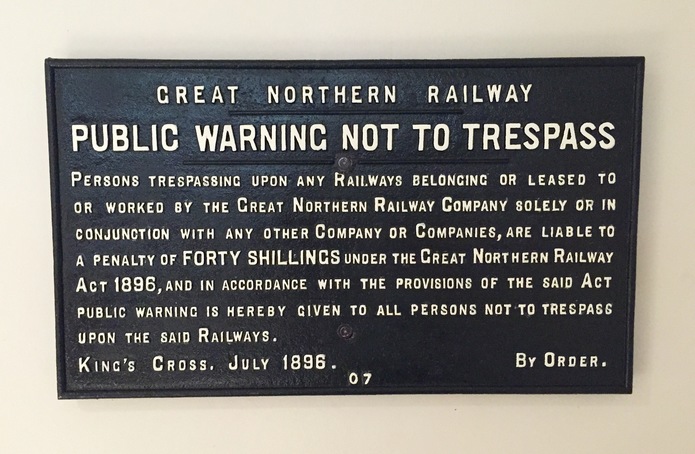 GREAT NORTHERN RAILWAY
PUBLIC WARNING NOT TO TRESPASS
PERSONS TRESPASSING UPON ANY RAILWAYS BELONGING OR LEASED TO
OR WORKED BY THE GREAT NORTHERN RAILWAY COMPANY SOLELY OR IN
CONJUNCTION WITH ANY OTHER COMPANY OR COMPANIES, ARE LIABLE TO
A PENALTY OF FORTY SHILLINGS UNDER THE GREAT NORTHERN RAILWAY
ACT 1896, AND IN ACCORDANCE WITH THE PROVISIONS OF THE SAID ACT
PUBLIC WARNING IS HEREBY GIVEN TO ALL PERSONS NOT TO TRESPASS
UPON THE SAID RAILWAYS.
KING'S CROSS. JULY 1896. BY ORDER.
07